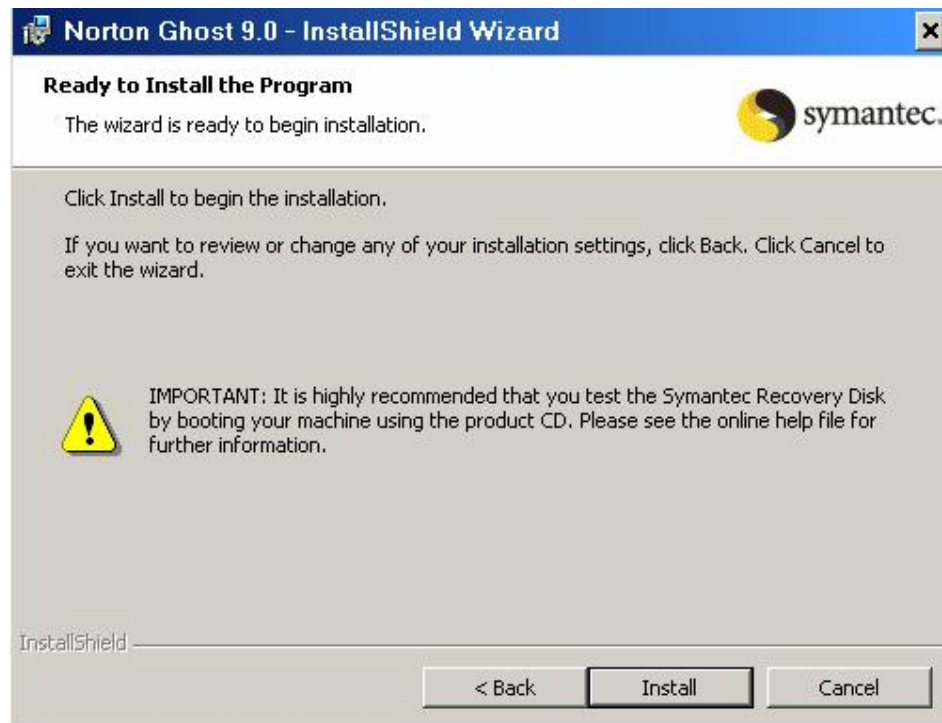 Norton Ghost 9.0 - InstallShield Wizard
Ready to Install the Program
The wizard is ready to begin installation.
symantec.
Click Install to begin the installation.
If you want to review or change any of your installation settings, click Back. Click Cancel to
exit the wizard.
IMPORTANT: It is highly recommended that you test the Symantec Recovery Disk
by booting your machine using the product CD. Please see the online help file for
further information.
InstallShield
< Back
Install
Cancel